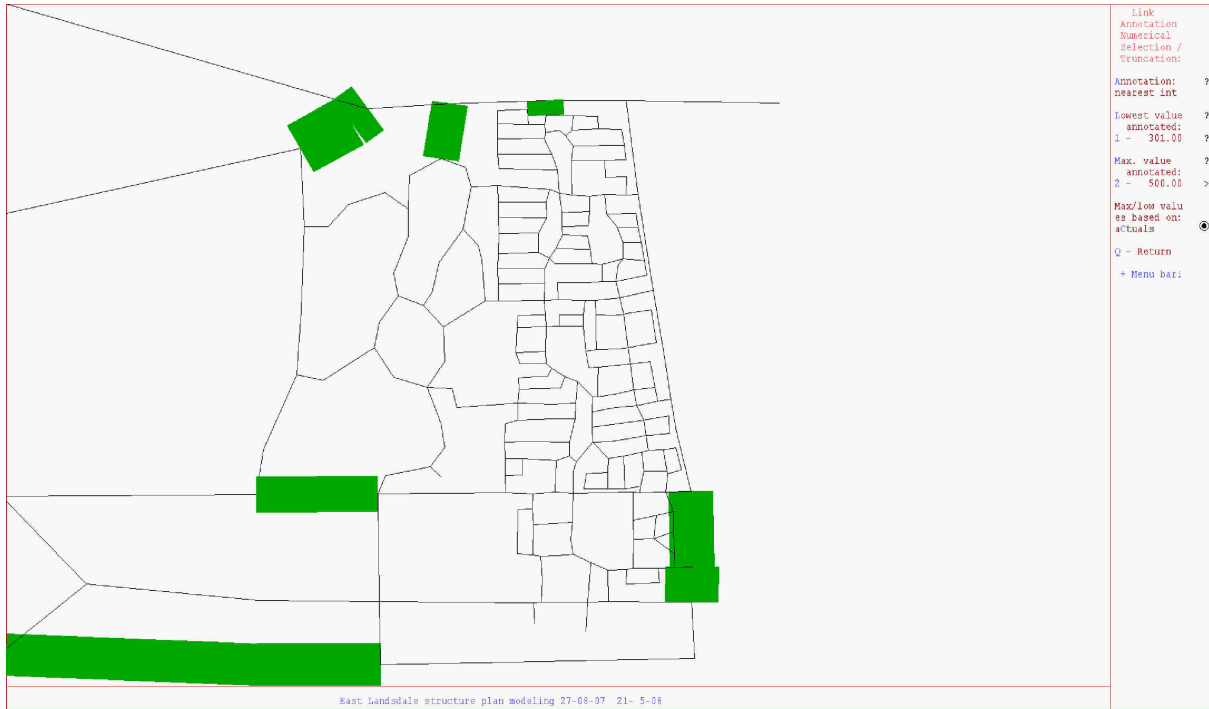 Link
Annotation
Numerical
Selection /
Truncation:
Annotation: ?
nearest int
Lowest value ?
annotated:
1 - 301.00 ?
Max. value ?
annotated:
2 - 500.00 >
Max/low valu
es based on:
aCtuals
Q - Return
+ Menu bar!
East Landsdale structure plan modeling 27-08-07 21- 5-08